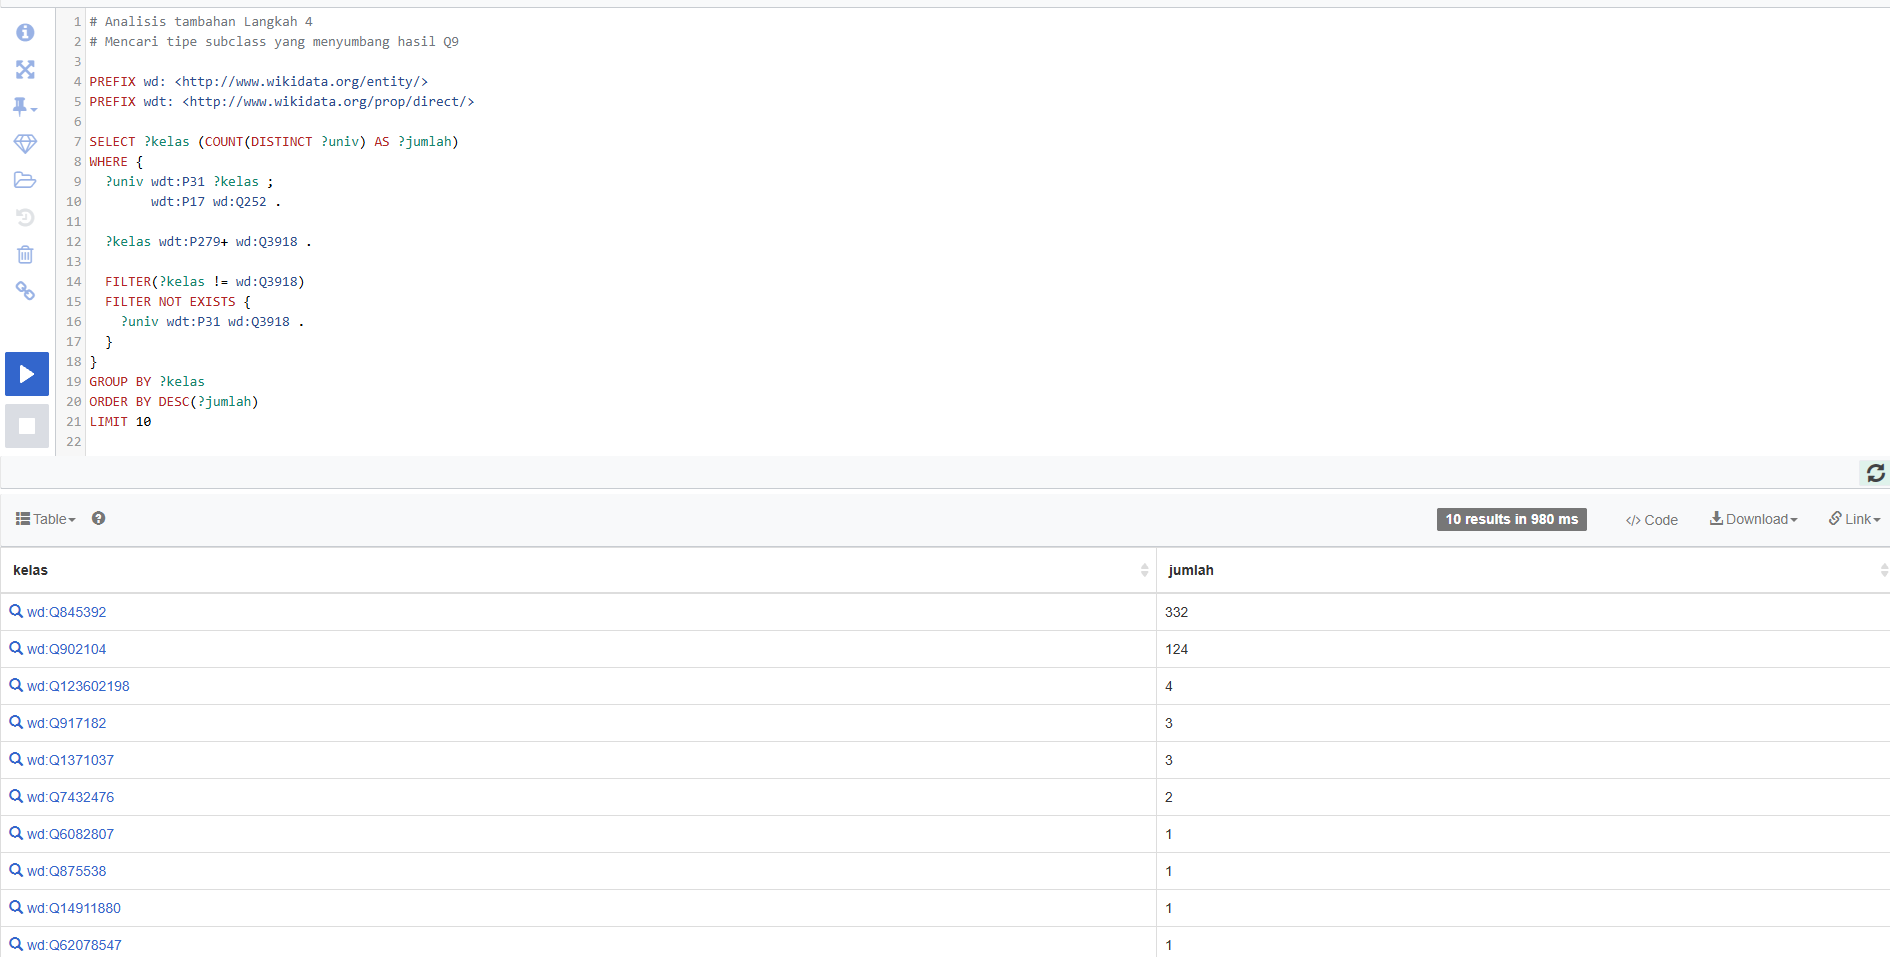 1 # Analisis tambahan Langkah 4
2 # Mencari tipe subclass yang menyumbang hasil Q9
3
4 PREFIX wd: <http://www.wikidata.org/entity/>
5 PREFIX wdt: <http://www.wikidata.org/prop/direct/>
6
7 SELECT ?kelas (COUNT(DISTINCT ?univ) AS ?jumlah)
8 WHERE {
9 ?univ wdt:P31 ?kelas ;
10 wdt:P17 wd:Q252 .
11
12 ?kelas wdt:P279+ wd:Q3918 .
13
14 FILTER(?kelas != wd:Q3918)
15 FILTER NOT EXISTS {
16 ?univ wdt:P31 wd:Q3918 .
17 }
18 }
19 GROUP BY ?kelas
20 ORDER BY DESC(?jumlah)
21 LIMIT 10
22
Table 10 results in 980 ms </> Code Download Link
kelas jumlah
wd:Q845392 332
wd:Q902104 124
wd:Q123602198 4
wd:Q917182 3
wd:Q1371037 3
wd:Q7432476 2
wd:Q6082807 1
wd:Q875538 1
wd:Q14911880 1
wd:Q62078547 1